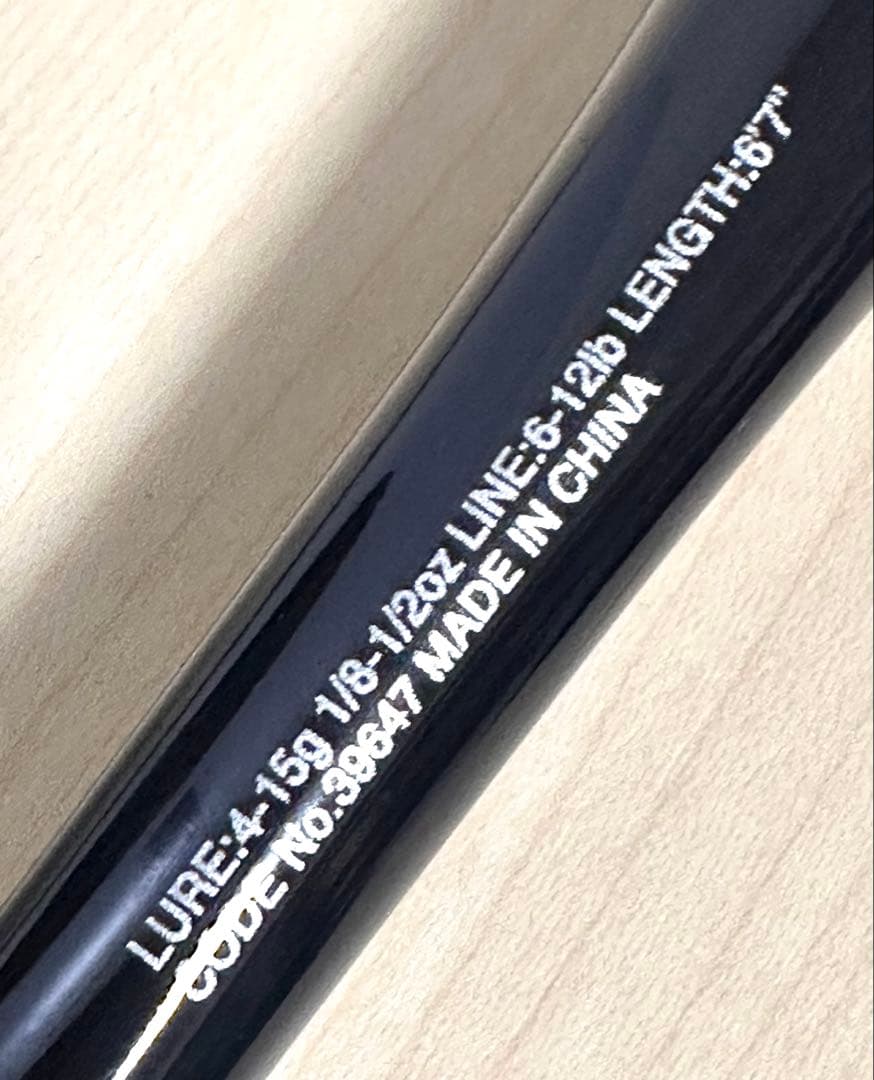 LURE:4-15g 1/8-1/2oz LINE:6-12lb LENGTH:6'7"
CODE No.39647 MADE IN CHINA